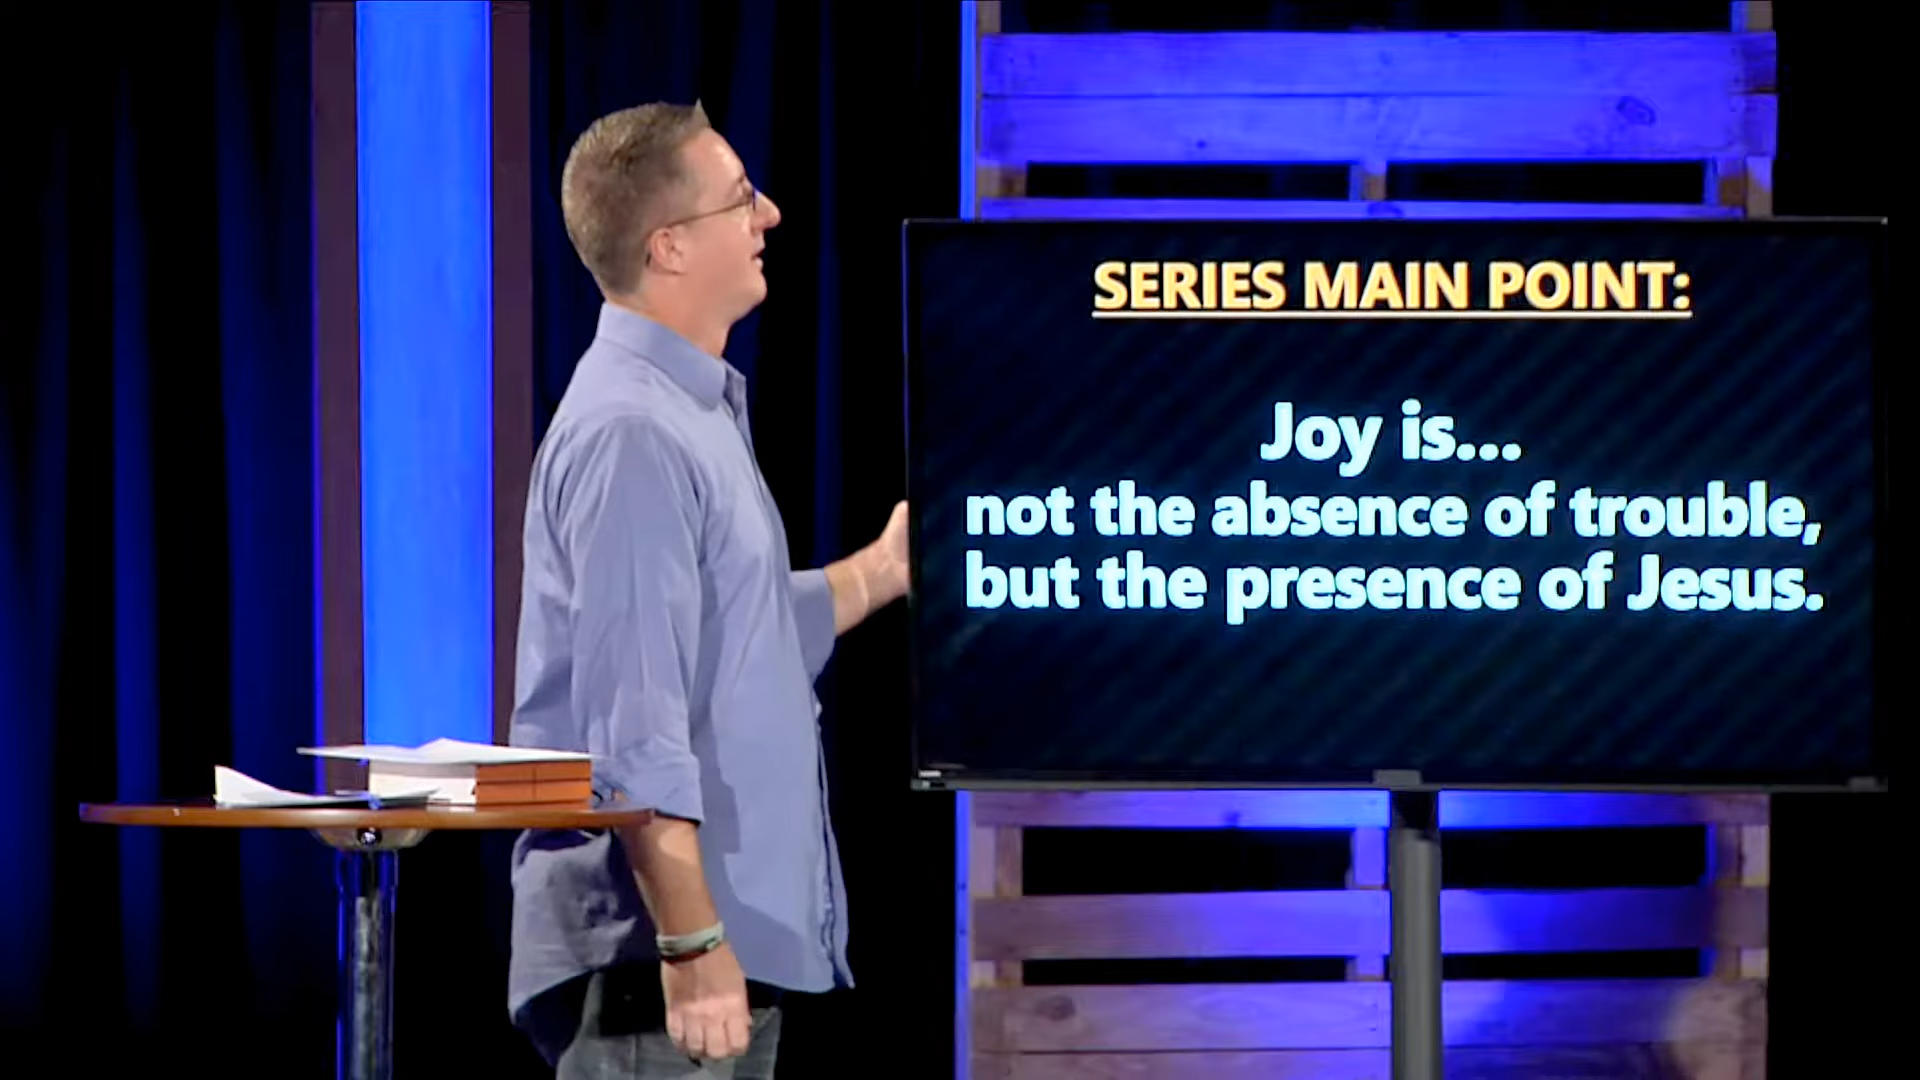 SERIES MAIN POINT:
Joy is...
not the absence of trouble,
but the presence of Jesus.